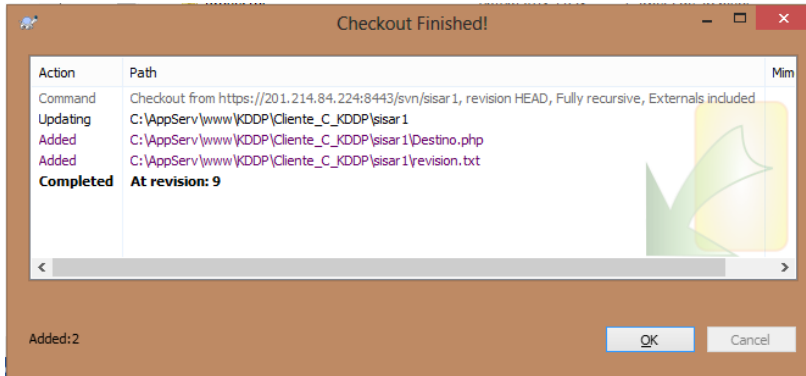 Checkout Finished!
Action Path Mim
Command Checkout from https://201.214.84.224:8443/svn/sisar1, revision HEAD, Fully recursive, Externals included
Updating C:\AppServ\www\KDDP\Cliente_C_KDDP\sisar1
Added C:\AppServ\www\KDDP\Cliente_C_KDDP\sisar1\Destino.php
Added C:\AppServ\www\KDDP\Cliente_C_KDDP\sisar1\revision.txt
Completed At revision: 9
Added:2
OK Cancel